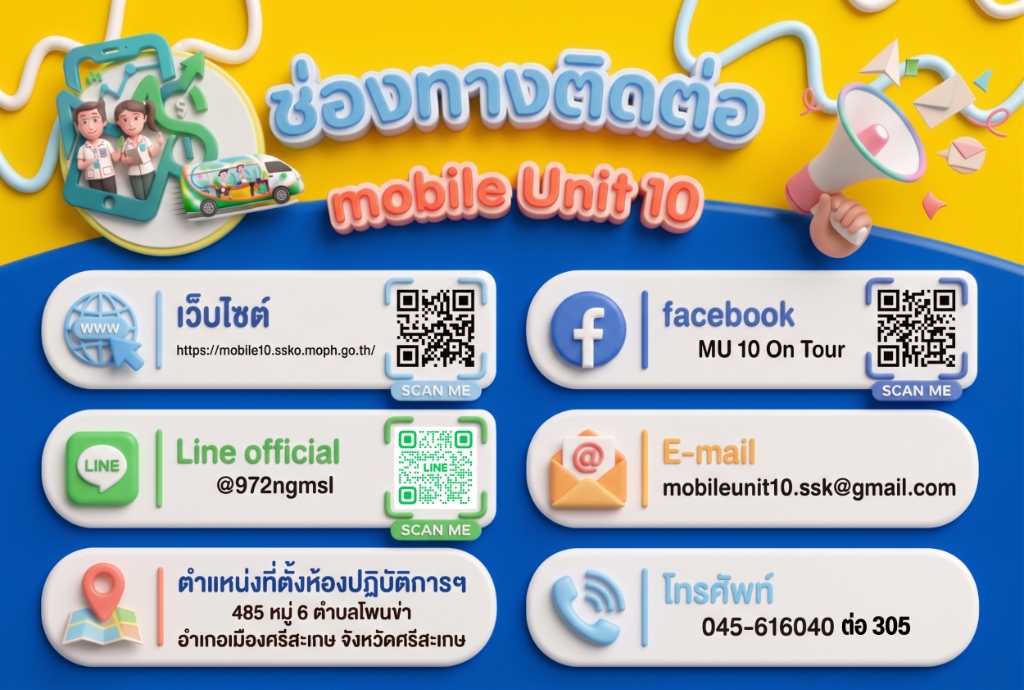 ช่องทางติดต่อ
mobile Unit 10
www
เว็บไซต์
https://mobile10.ssko.moph.go.th/
SCAN ME
facebook
MU 10 On Tour
SCAN ME
LINE
Line official
@972ngmsl
LINE
SCAN ME
@
E-mail
mobileunit10.ssk@gmail.com
ตำแหน่งที่ตั้งห้องปฏิบัติการฯ
485 หมู่ 6 ตำบลโพนข่า
อำเภอเมืองศรีสะเกษ จังหวัดศรีสะเกษ
โทรศัพท์
045-616040 ต่อ 305